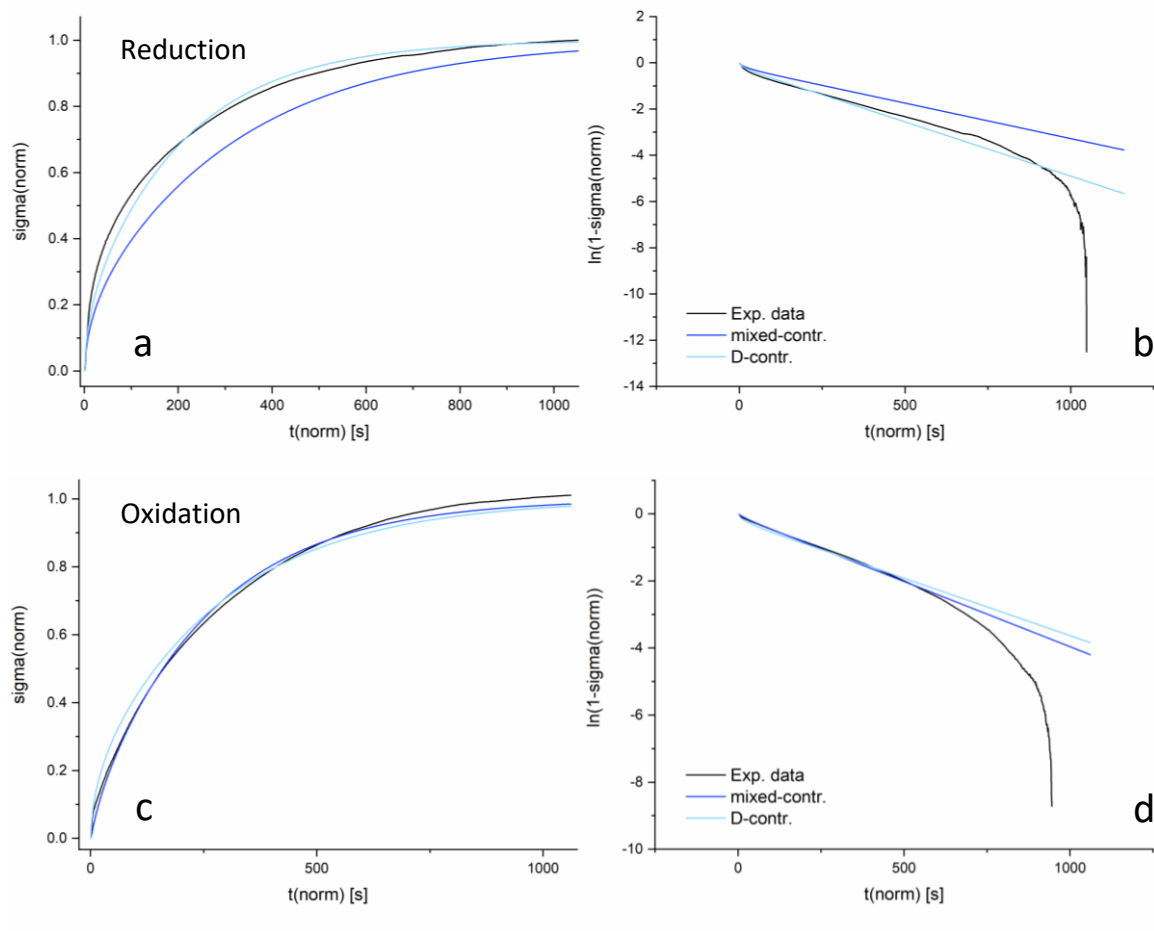 Reduction
sigma(norm)
1.0
0.8
0.6
0.4
0.2
0.0
a
0
200
400
600
800
1000
t(norm) [s]
ln(1-sigma(norm))
2
0
-2
-4
-6
-8
-10
-12
-14
Exp. data
mixed-contr.
D-contr.
b
0
500
1000
t(norm) [s]
Oxidation
sigma(norm)
1.0
0.8
0.6
0.4
0.2
0.0
c
0
500
1000
t(norm) [s]
ln(1-sigma(norm))
0
-2
-4
-6
-8
-10
Exp. data
mixed-contr.
D-contr.
d
0
500
1000
t(norm) [s]